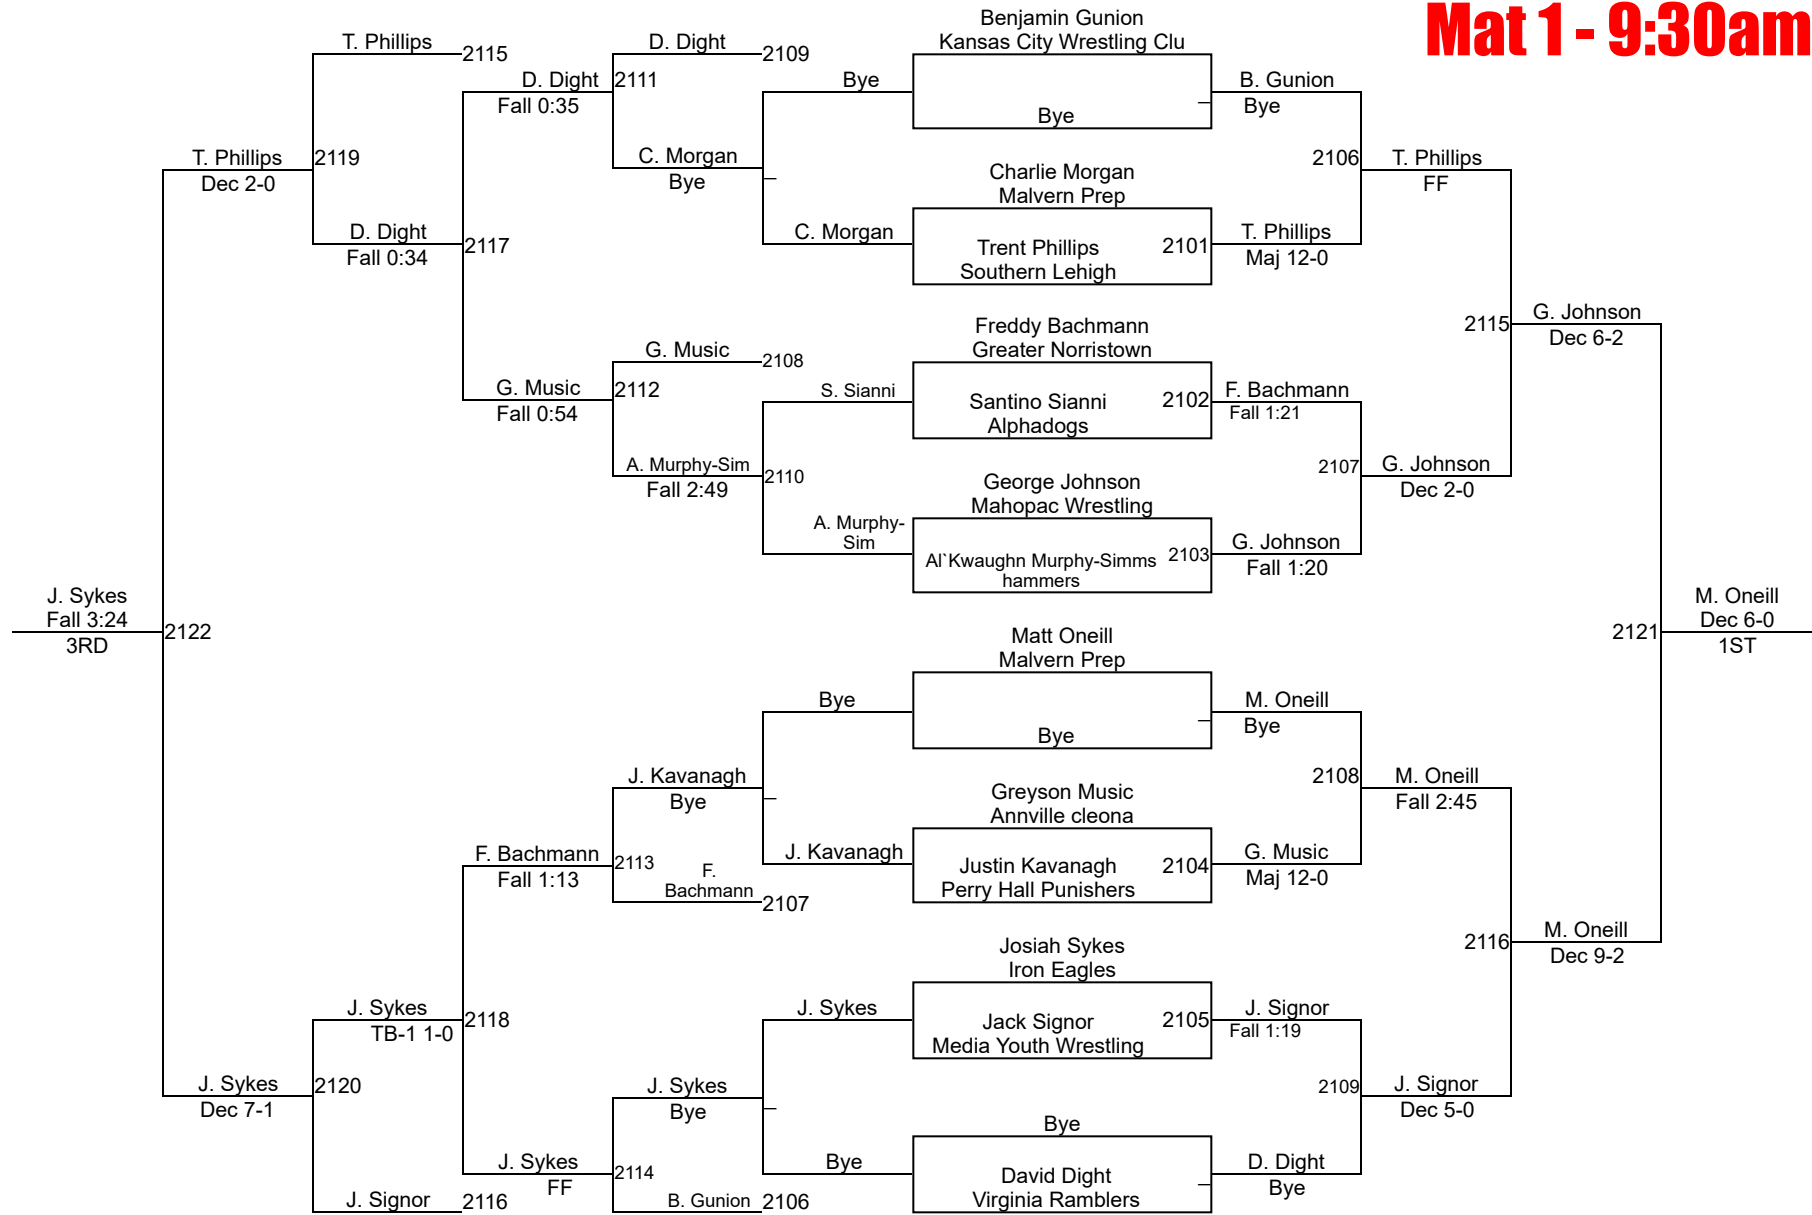 Mat 1 - 9:30am
Benjamin Gunion
Kansas City Wrestling Clu
Bye
Charlie Morgan
Malvern Prep
Trent Phillips
Southern Lehigh
2101
Freddy Bachmann
Greater Norristown
Santino Sianni
Alphadogs
2102
George Johnson
Mahopac Wrestling
Al`Kwaughn Murphy-Simms
hammers
2103
Matt Oneill
Malvern Prep
Bye
Greyson Music
Annville cleona
Justin Kavanagh
Perry Hall Punishers
2104
Josiah Sykes
Iron Eagles
Jack Signor
Media Youth Wrestling
2105
Bye
David Dight
Virginia Ramblers
B. Gunion
Bye
2106
T. Phillips
Maj 12-0
F. Bachmann
Fall 1:21
2107
G. Johnson
Fall 1:20
M. Oneill
Bye
2108
G. Music
Maj 12-0
J. Signor
Fall 1:19
2109
D. Dight
Bye
T. Phillips
FF
2115
G. Johnson
Dec 2-0
M. Oneill
Fall 2:45
2116
J. Signor
Dec 5-0
G. Johnson
Dec 6-2
2121
M. Oneill
Dec 9-2
M. Oneill
Dec 6-0
1ST
Bye
C. Morgan
S. Sianni
2110
A. Murphy-
Sim
Bye
J. Kavanagh
J. Sykes
Bye
D. Dight
2109
2111
C. Morgan
Bye
G. Music
2108
2112
A. Murphy-Sim
Fall 2:49
J. Kavanagh
Bye
2113
F.
Bachmann
2107
J. Sykes
Bye
2114
B. Gunion
2106
D. Dight
Fall 0:35
2117
G. Music
Fall 0:54
F. Bachmann
Fall 1:13
2118
J. Sykes
FF
T. Phillips
2115
2119
D. Dight
Fall 0:34
J. Sykes
TB-1 1-0
2120
J. Signor
2116
T. Phillips
Dec 2-0
2122
J. Sykes
Dec 7-1
J. Sykes
Fall 3:24
3RD